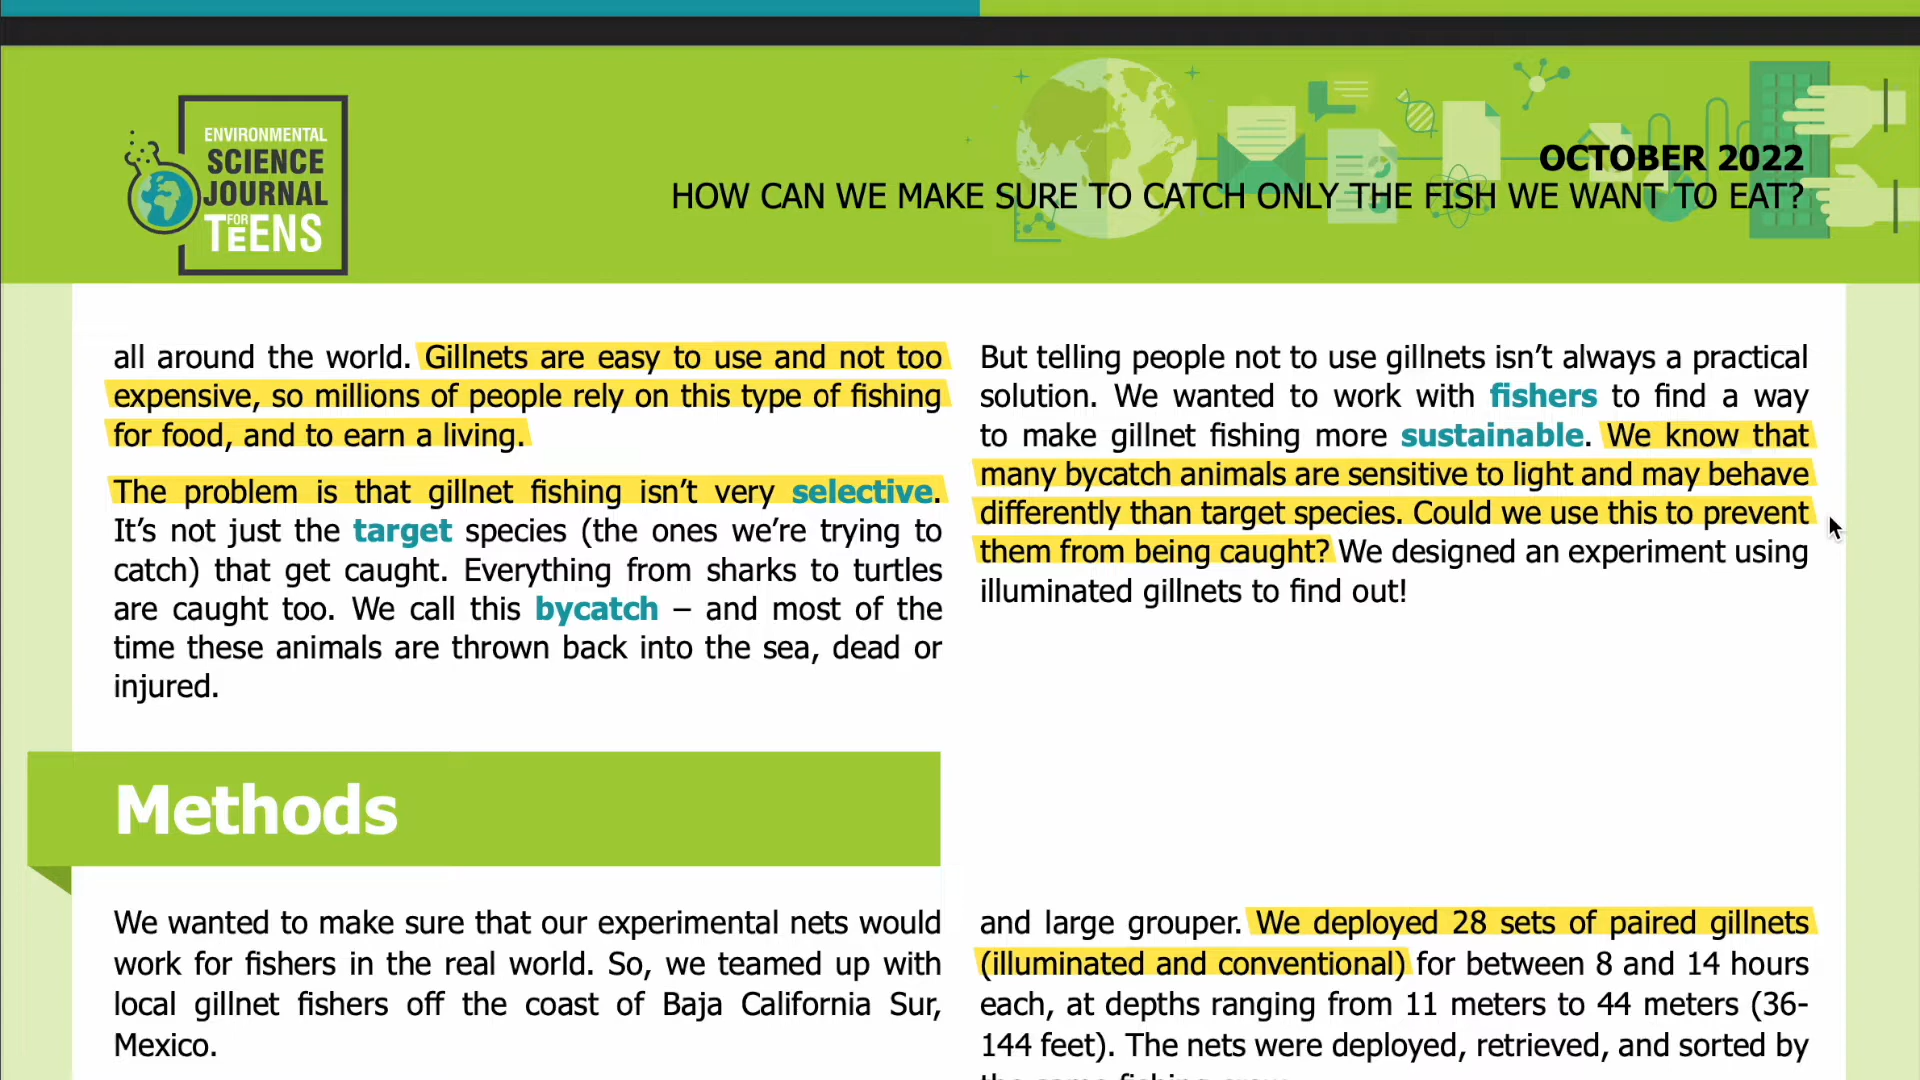 ENVIRONMENTAL
SCIENCE
JOURNAL
FOR
TEENS
OCTOBER 2022
HOW CAN WE MAKE SURE TO CATCH ONLY THE FISH WE WANT TO EAT?
all around the world. Gillnets are easy to use and not too
expensive, so millions of people rely on this type of fishing
for food, and to earn a living.
The problem is that gillnet fishing isn’t very selective.
It’s not just the target species (the ones we’re trying to
catch) that get caught. Everything from sharks to turtles
are caught too. We call this bycatch – and most of the
time these animals are thrown back into the sea, dead or
injured.
But telling people not to use gillnets isn’t always a practical
solution. We wanted to work with fishers to find a way
to make gillnet fishing more sustainable. We know that
many bycatch animals are sensitive to light and may behave
differently than target species. Could we use this to prevent
them from being caught? We designed an experiment using
illuminated gillnets to find out!
Methods
We wanted to make sure that our experimental nets would
work for fishers in the real world. So, we teamed up with
local gillnet fishers off the coast of Baja California Sur,
Mexico.
and large grouper. We deployed 28 sets of paired gillnets
(illuminated and conventional) for between 8 and 14 hours
each, at depths ranging from 11 meters to 44 meters (36-
144 feet). The nets were deployed, retrieved, and sorted by